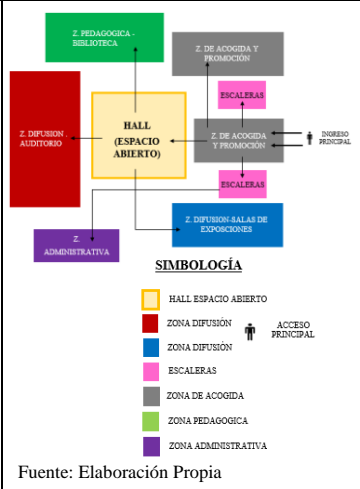 Z. PEDAGOGICA -
BIBLIOTECA
Z. DE ACOGIDA Y
PROMOCIÓN
ESCALERAS
Z. DIFUSION .
AUDITORIO
HALL
(ESPACIO
ABIERTO)
Z. DE ACOGIDA
Y PROMOCIÓN
INGRESO
PRINCIPAL
ESCALERAS
Z. DIFUSION-SALAS DE
EXPOSCIONES
Z.
ADMINISTRATIVA
SIMBOLOGÍA
HALL ESPACIO ABIERTO
ZONA DIFUSIÓN
ACCESO
PRINCIPAL
ZONA DIFUSIÓN
ESCALERAS
ZONA DE ACOGIDA
ZONA PEDAGOGICA
ZONA ADMINISTRATIVA
Fuente: Elaboración Propia